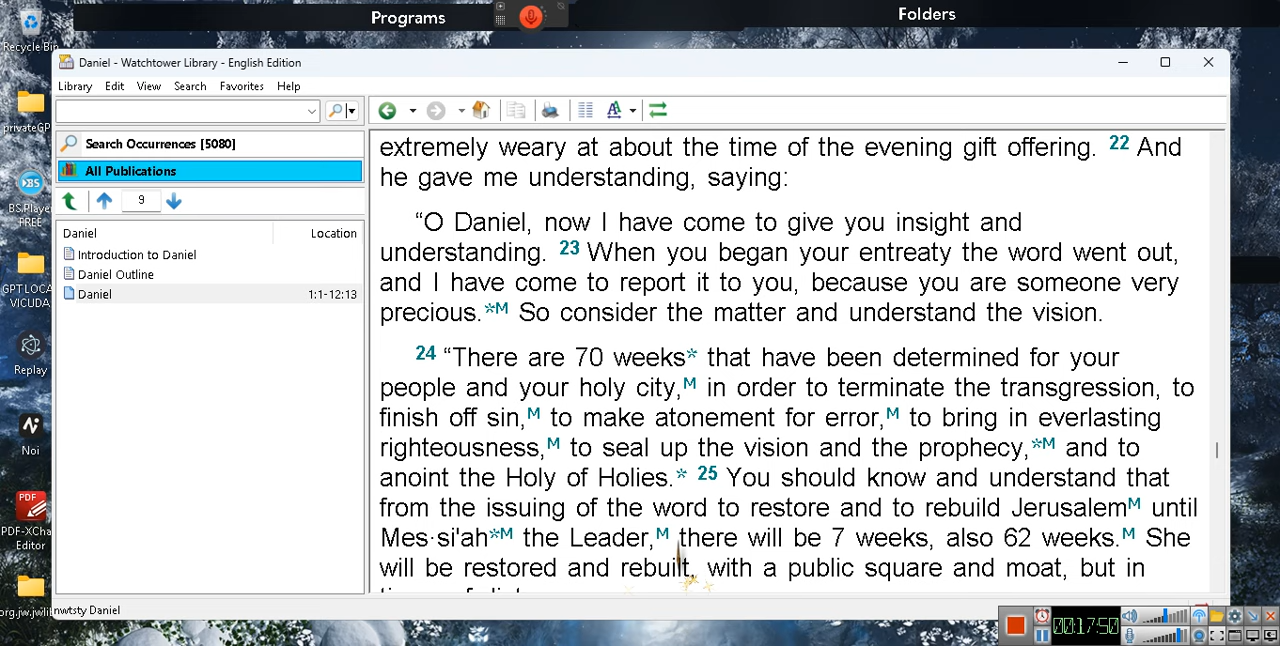 Programs
Folders
Recycle Bin
Daniel - Watchtower Library - English Edition
Library Edit View Search Favorites Help
privateGP
Search Occurrences [5080]
All Publications
9
Daniel Location
Introduction to Daniel
Daniel Outline
Daniel 1:1-12:13
BS
BS.Player
FREE
GPT LOCA
VICUDA
Replay
Noi
PDF
PDF-XCha
Editor
org.jw.jwlib
nwtsty Daniel
extremely weary at about the time of the evening gift offering. 22 And
he gave me understanding, saying:
“O Daniel, now I have come to give you insight and
understanding. 23 When you began your entreaty the word went out,
and I have come to report it to you, because you are someone very
precious.*M So consider the matter and understand the vision.
24 “There are 70 weeks* that have been determined for your
people and your holy city,M in order to terminate the transgression, to
finish off sin,M to make atonement for error,M to bring in everlasting
righteousness,M to seal up the vision and the prophecy,*M and to
anoint the Holy of Holies.* 25 You should know and understand that
from the issuing of the word to restore and to rebuild JerusalemM until
Mes·si'ah*M the Leader,M there will be 7 weeks, also 62 weeks.M She
will be restored and rebuilt, with a public square and moat, but in
00:17:50